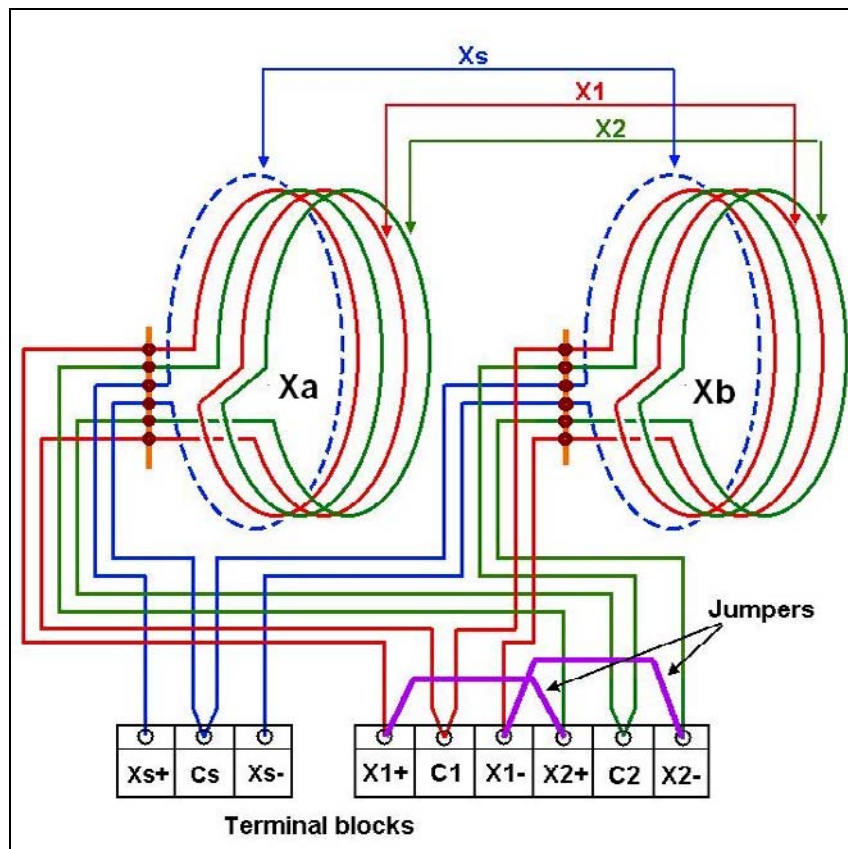 Xs
X1
X2
Xa
Xb
Jumpers
Xs+ Cs Xs- X1+ C1 X1- X2+ C2 X2-
Terminal blocks